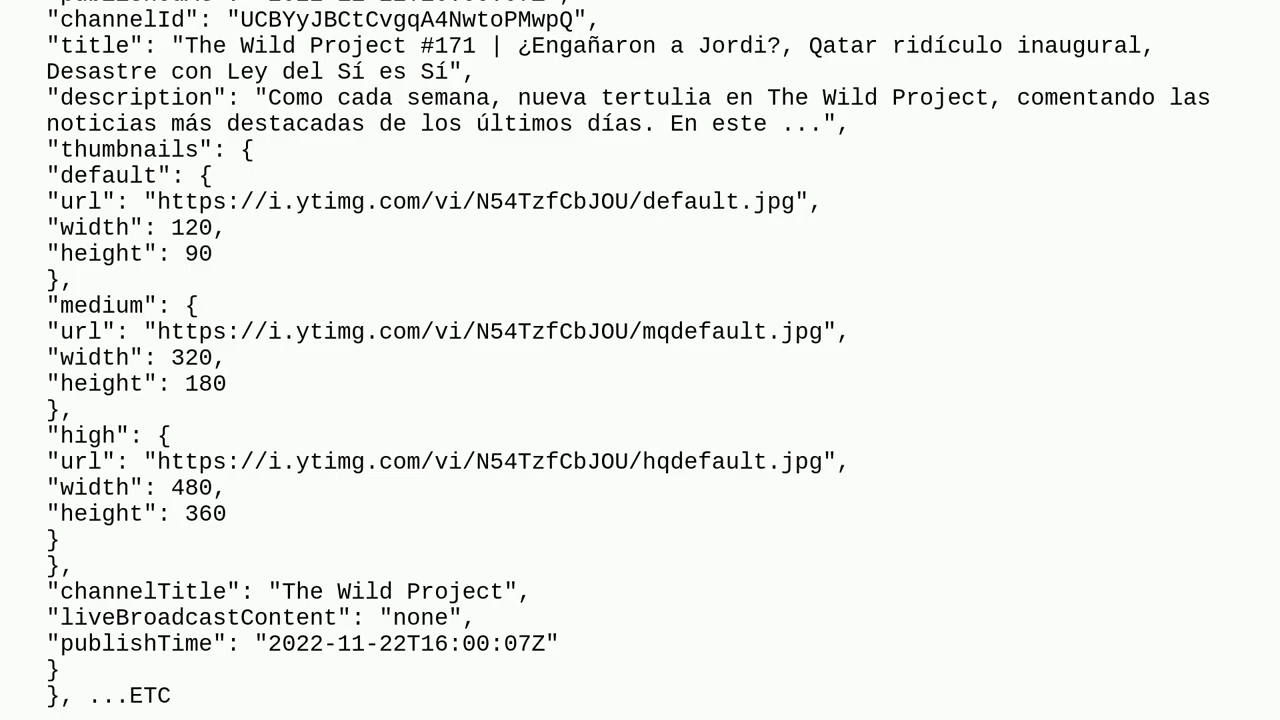 "channelId": "UCBYyJBCtCvgqA4NwtoPMwpQ",
"title": "The Wild Project #171 | ¿Engañaron a Jordi?, Qatar ridículo inaugural,
Desastre con Ley del Sí es Sí",
"description": "Como cada semana, nueva tertulia en The Wild Project, comentando las
noticias más destacadas de los últimos días. En este ...",
"thumbnails": {
"default": {
"url": "https://i.ytimg.com/vi/N54TzfCbJOU/default.jpg",
"width": 120,
"height": 90
},
"medium": {
"url": "https://i.ytimg.com/vi/N54TzfCbJOU/mqdefault.jpg",
"width": 320,
"height": 180
},
"high": {
"url": "https://i.ytimg.com/vi/N54TzfCbJOU/hqdefault.jpg",
"width": 480,
"height": 360
}
},
"channelTitle": "The Wild Project",
"liveBroadcastContent": "none",
"publishTime": "2022-11-22T16:00:07Z"
}
}, ...ETC